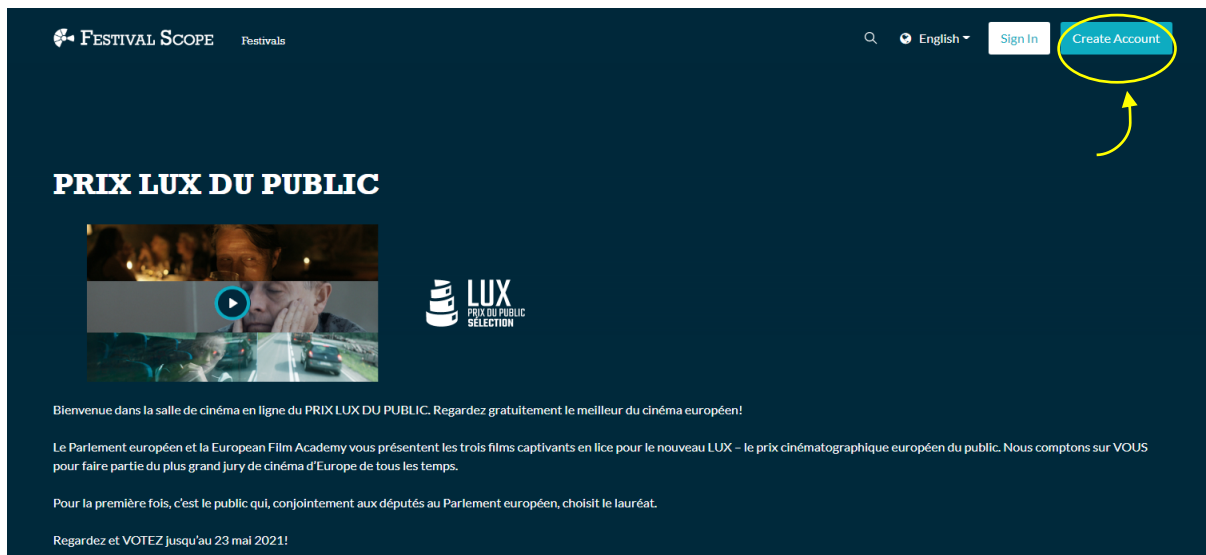 FESTIVAL SCOPE Festivals English Sign In Create Account
PRIX LUX DU PUBLIC
LUX
PRIX DU PUBLIC
SÉLECTION
Bienvenue dans la salle de cinéma en ligne du PRIX LUX DU PUBLIC. Regardez gratuitement le meilleur du cinéma européen!
Le Parlement européen et la European Film Academy vous présentent les trois films captivants en lice pour le nouveau LUX – le prix cinématographique européen du public. Nous comptons sur VOUS
pour faire partie du plus grand jury de cinéma d'Europe de tous les temps.
Pour la première fois, c'est le public qui, conjointement aux députés au Parlement européen, choisit le lauréat.
Regardez et VOTEZ jusqu'au 23 mai 2021!